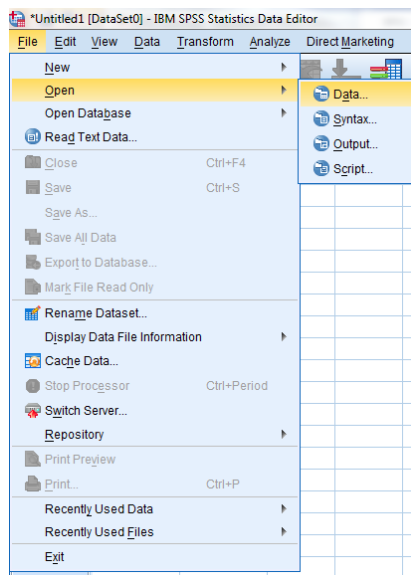 *Untitled1 [DataSet0] - IBM SPSS Statistics Data Editor
File Edit View Data Transform Analyze Direct Marketing
New
Open
Open Database
Read Text Data...
Close Ctrl+F4
Save Ctrl+S
Save As...
Save All Data
Export to Database...
Mark File Read Only
Rename Dataset...
Display Data File Information
Cache Data...
Stop Processor Ctrl+Period
Switch Server...
Repository
Print Preview
Print... Ctrl+P
Recently Used Data
Recently Used Files
Exit
Data...
Syntax...
Output...
Script...